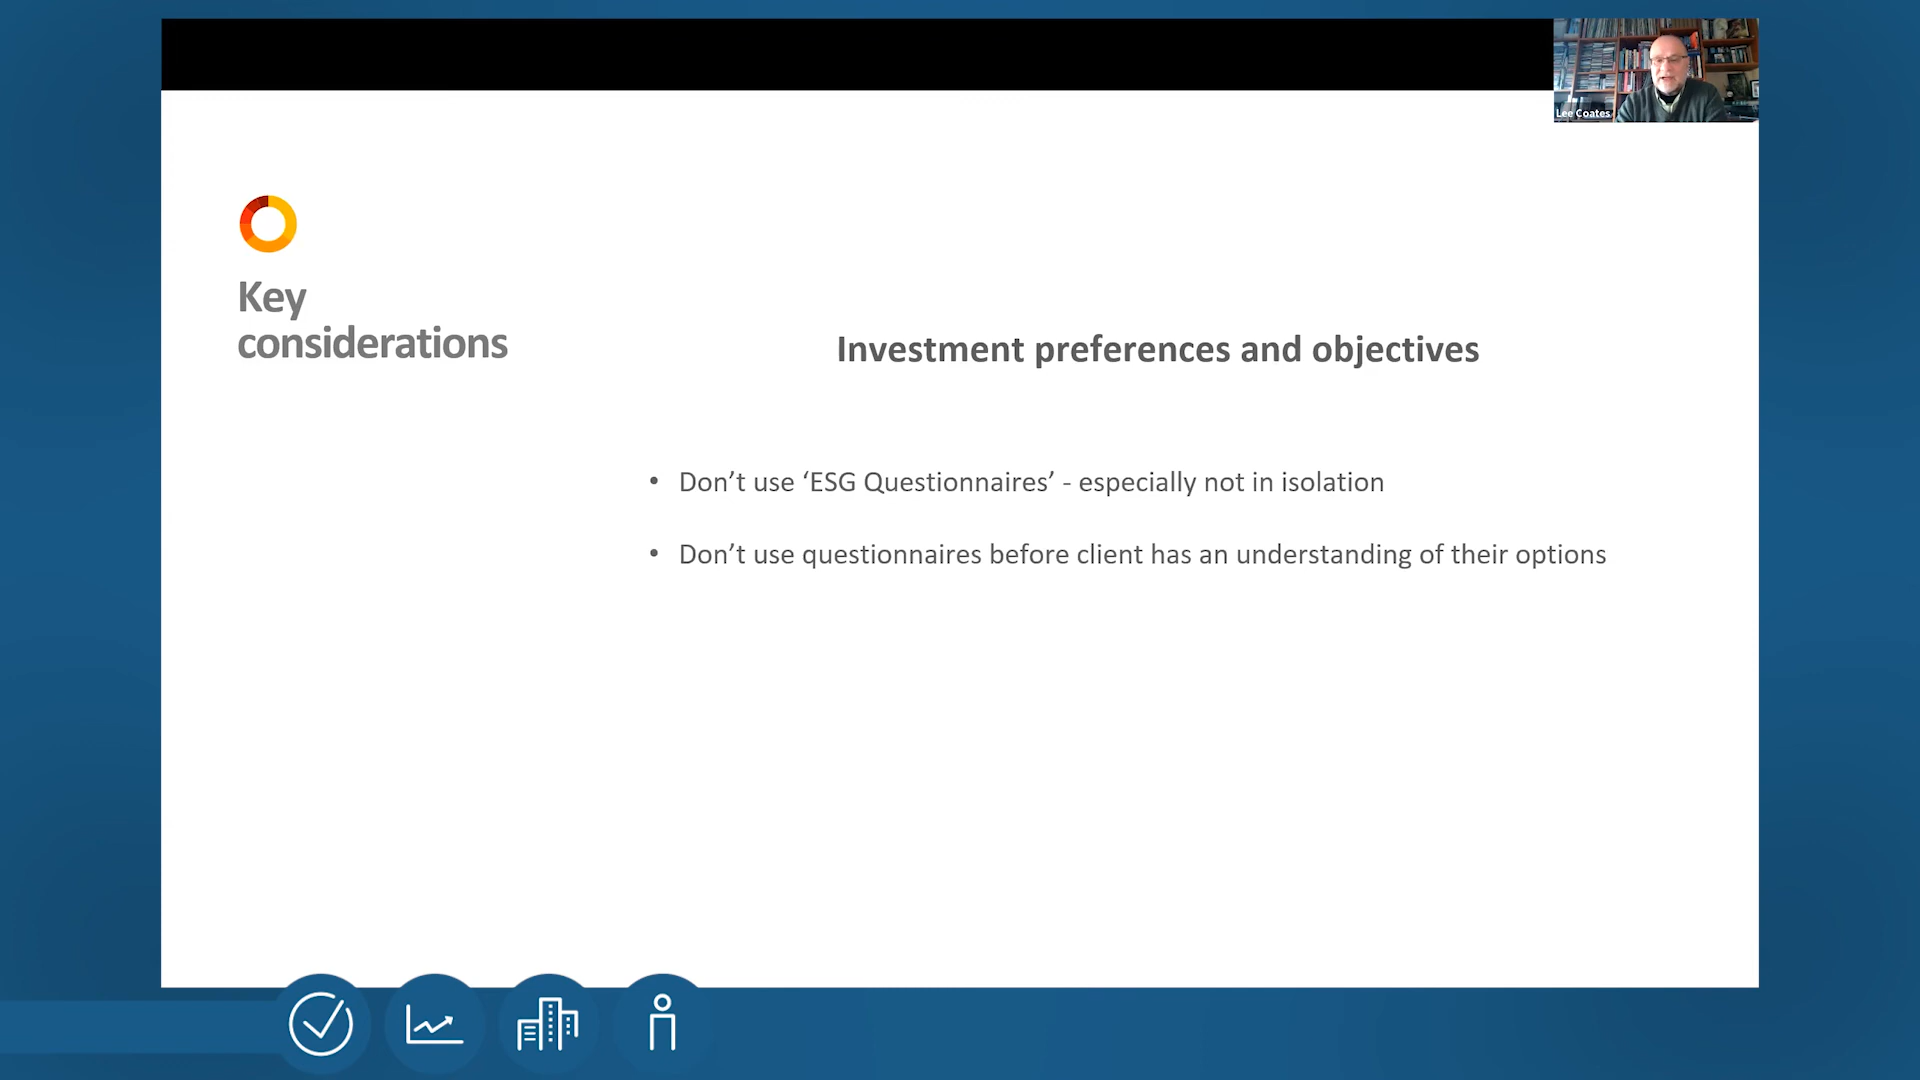 Lee Coates
Key
considerations
Investment preferences and objectives
• Don’t use ‘ESG Questionnaires’ - especially not in isolation
• Don’t use questionnaires before client has an understanding of their options